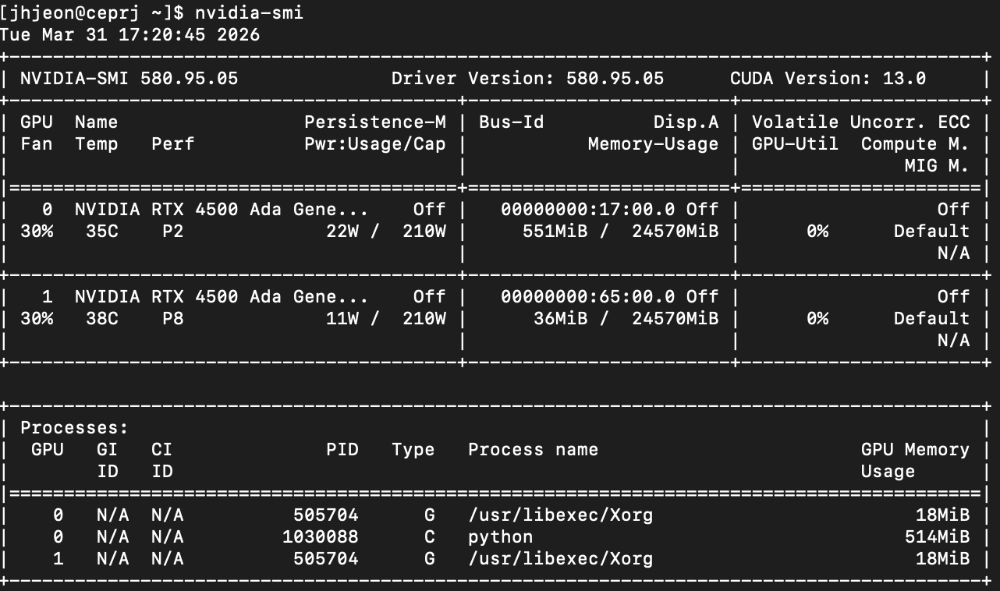 [jhjeon@ceprj ~]$ nvidia-smi
Tue Mar 31 17:20:45 2026
+-----------------------------------------------------------------------------------------+
| NVIDIA-SMI 580.95.05              Driver Version: 580.95.05      CUDA Version: 13.0     |
+-----------------------------------------+------------------------+----------------------+
| GPU  Name                 Persistence-M | Bus-Id          Disp.A | Volatile Uncorr. ECC |
| Fan  Temp   Perf          Pwr:Usage/Cap |           Memory-Usage | GPU-Util  Compute M. |
|                                         |                        |               MIG M. |
|=========================================+========================+======================|
|   0  NVIDIA RTX 4500 Ada Gene...    Off |   00000000:17:00.0 Off |                  Off |
| 30%   35C    P2             22W /  210W |     551MiB /  24570MiB |     0%       Default |
|                                         |                        |                  N/A |
+-----------------------------------------+------------------------+----------------------+
|   1  NVIDIA RTX 4500 Ada Gene...    Off |   00000000:65:00.0 Off |                  Off |
| 30%   38C    P8             11W /  210W |      36MiB /  24570MiB |     0%       Default |
|                                         |                        |                  N/A |
+-----------------------------------------+------------------------+----------------------+

+-----------------------------------------------------------------------------------------+
| Processes:                                                                              |
|  GPU   GI   CI              PID   Type   Process name                        GPU Memory |
|        ID   ID                                                               Usage      |
|=========================================================================================|
|    0   N/A  N/A          505704      G   /usr/libexec/Xorg                        18MiB |
|    0   N/A  N/A         1030088      C   python                                  514MiB |
|    1   N/A  N/A          505704      G   /usr/libexec/Xorg                        18MiB |
+-----------------------------------------------------------------------------------------+